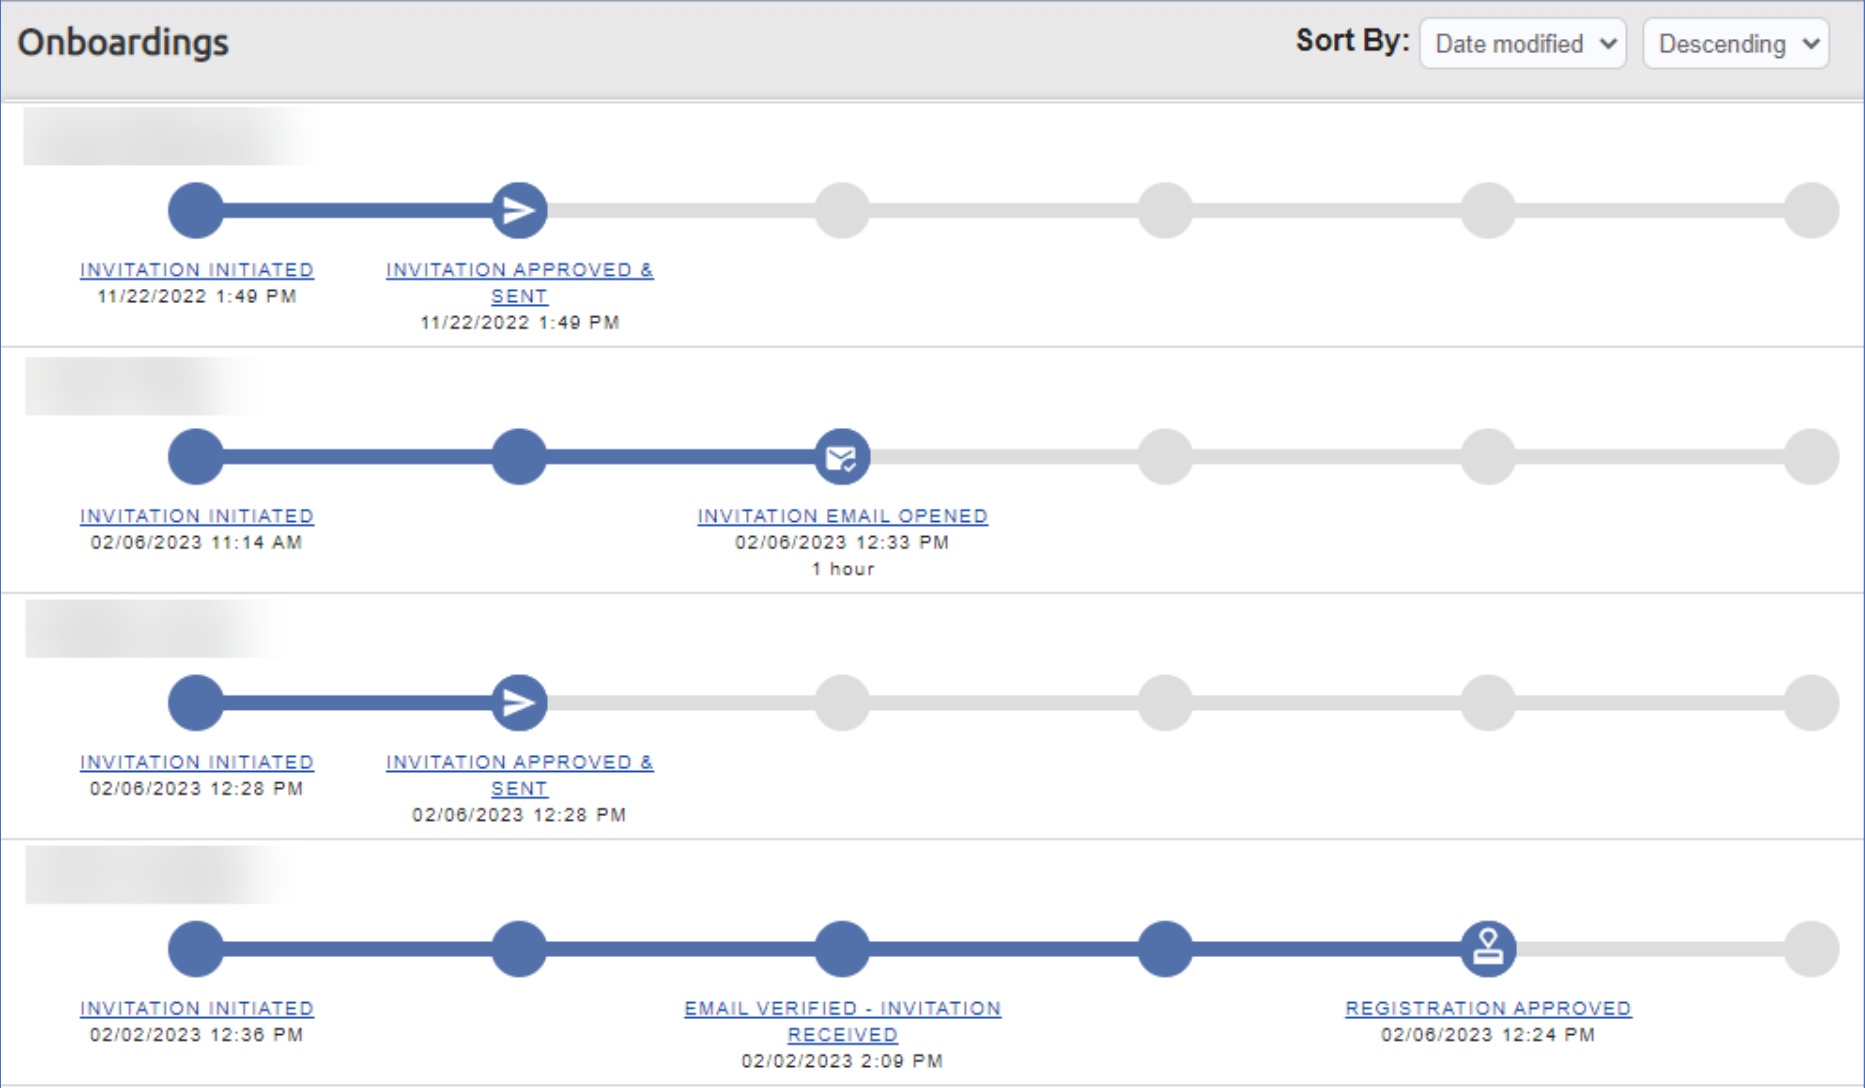 Onboardings
Sort By: Date modified Descending
INVITATION INITIATED
11/22/2022 1:49 PM
INVITATION APPROVED &
SENT
11/22/2022 1:49 PM
INVITATION INITIATED
02/06/2023 11:14 AM
INVITATION EMAIL OPENED
02/06/2023 12:33 PM
1 hour
INVITATION INITIATED
02/06/2023 12:28 PM
INVITATION APPROVED &
SENT
02/06/2023 12:28 PM
INVITATION INITIATED
02/02/2023 12:36 PM
EMAIL VERIFIED - INVITATION
RECEIVED
02/02/2023 2:09 PM
REGISTRATION APPROVED
02/06/2023 12:24 PM